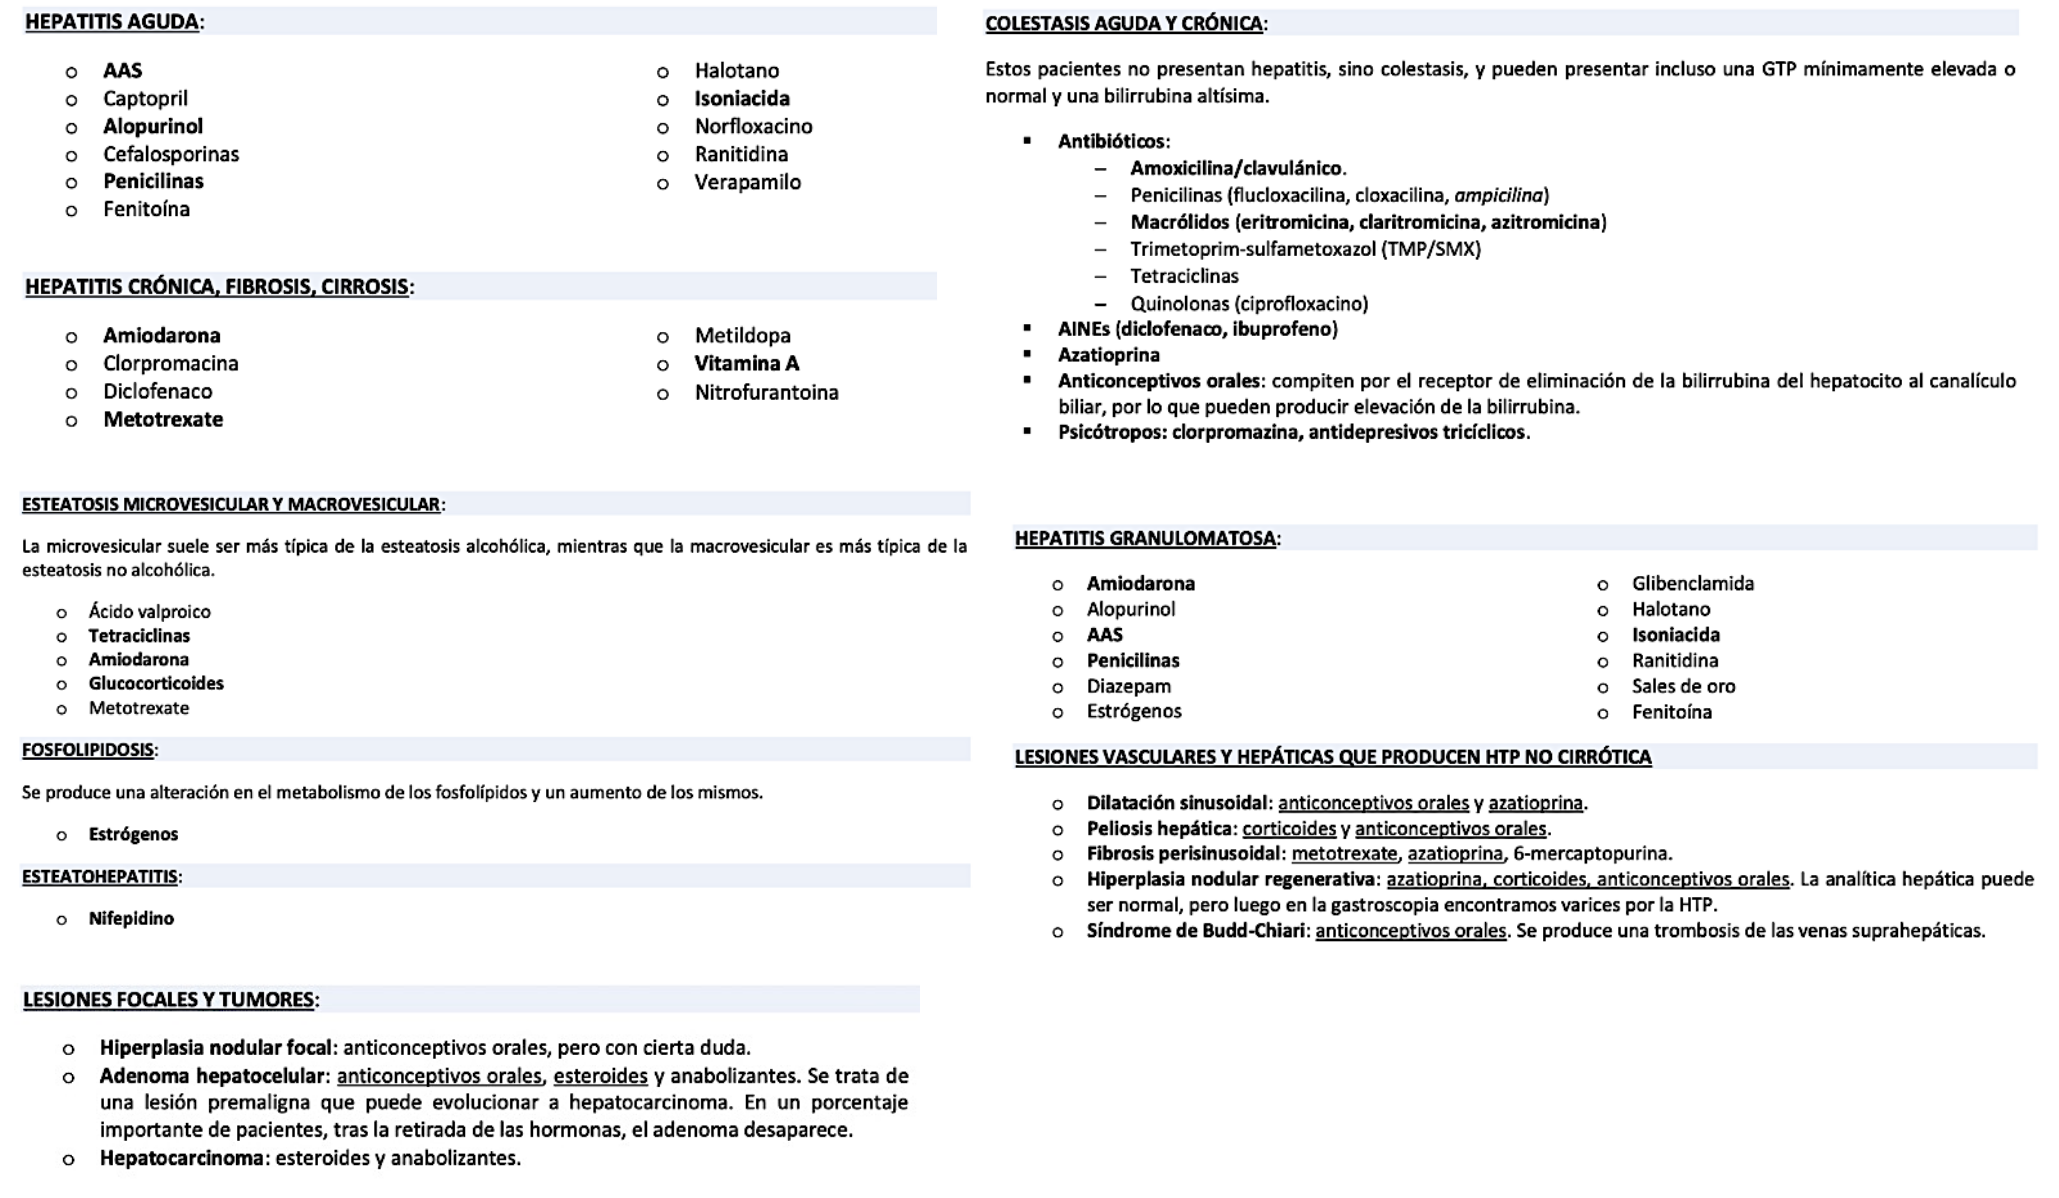 HEPATITIS AGUDA:
o AAS
o Captopril
o Alopurinol
o Cefalosporinas
o Penicilinas
o Fenitoína
o Halotano
o Isoniacida
o Norfloxacino
o Ranitidina
o Verapamilo
HEPATITIS CRÓNICA, FIBROSIS, CIRROSIS:
o Amiodarona
o Clorpromacina
o Diclofenaco
o Metotrexate
o Metildopa
o Vitamina A
o Nitrofurantoina
ESTEATOSIS MICROVESICULAR Y MACROVESICULAR:
La microvesicular suele ser más típica de la esteatosis alcohólica, mientras que la macrovesicular es más típica de la
esteatosis no alcohólica.
o Ácido valproico
o Tetraciclinas
o Amiodarona
o Glucocorticoides
o Metotrexate
FOSFOLIPIDOSIS:
Se produce una alteración en el metabolismo de los fosfolípidos y un aumento de los mismos.
o Estrógenos
ESTEATOHEPATITIS:
o Nifepidino
LESIONES FOCALES Y TUMORES:
o Hiperplasia nodular focal: anticonceptivos orales, pero con cierta duda.
o Adenoma hepatocelular: anticonceptivos orales, esteroides y anabolizantes. Se trata de
una lesión premaligna que puede evolucionar a hepatocarcinoma. En un porcentaje
importante de pacientes, tras la retirada de las hormonas, el adenoma desaparece.
o Hepatocarcinoma: esteroides y anabolizantes.
COLESTASIS AGUDA Y CRÓNICA:
Estos pacientes no presentan hepatitis, sino colestasis, y pueden presentar incluso una GTP mínimamente elevada o
normal y una bilirrubina altísima.
▪ Antibióticos:
– Amoxicilina/clavulánico.
– Penicilinas (flucloxacilina, cloxacilina, ampicilina)
– Macrólidos (eritromicina, claritromicina, azitromicina)
– Trimetoprim-sulfametoxazol (TMP/SMX)
– Tetraciclinas
– Quinolonas (ciprofloxacino)
▪ AINEs (diclofenaco, ibuprofeno)
▪ Azatioprina
▪ Anticonceptivos orales: compiten por el receptor de eliminación de la bilirrubina del hepatocito al canalículo
biliar, por lo que pueden producir elevación de la bilirrubina.
▪ Psicótropos: clorpromazina, antidepresivos tricíclicos.
HEPATITIS GRANULOMATOSA:
o Amiodarona
o Alopurinol
o AAS
o Penicilinas
o Diazepam
o Estrógenos
o Glibenclamida
o Halotano
o Isoniacida
o Ranitidina
o Sales de oro
o Fenitoína
LESIONES VASCULARES Y HEPÁTICAS QUE PRODUCEN HTP NO CIRRÓTICA
o Dilatación sinusoidal: anticonceptivos orales y azatioprina.
o Peliosis hepática: corticoides y anticonceptivos orales.
o Fibrosis perisinusoidal: metotrexate, azatioprina, 6-mercaptopurina.
o Hiperplasia nodular regenerativa: azatioprina, corticoides, anticonceptivos orales. La analítica hepática puede
ser normal, pero luego en la gastroscopia encontramos varices por la HTP.
o Síndrome de Budd-Chiari: anticonceptivos orales. Se produce una trombosis de las venas suprahepáticas.